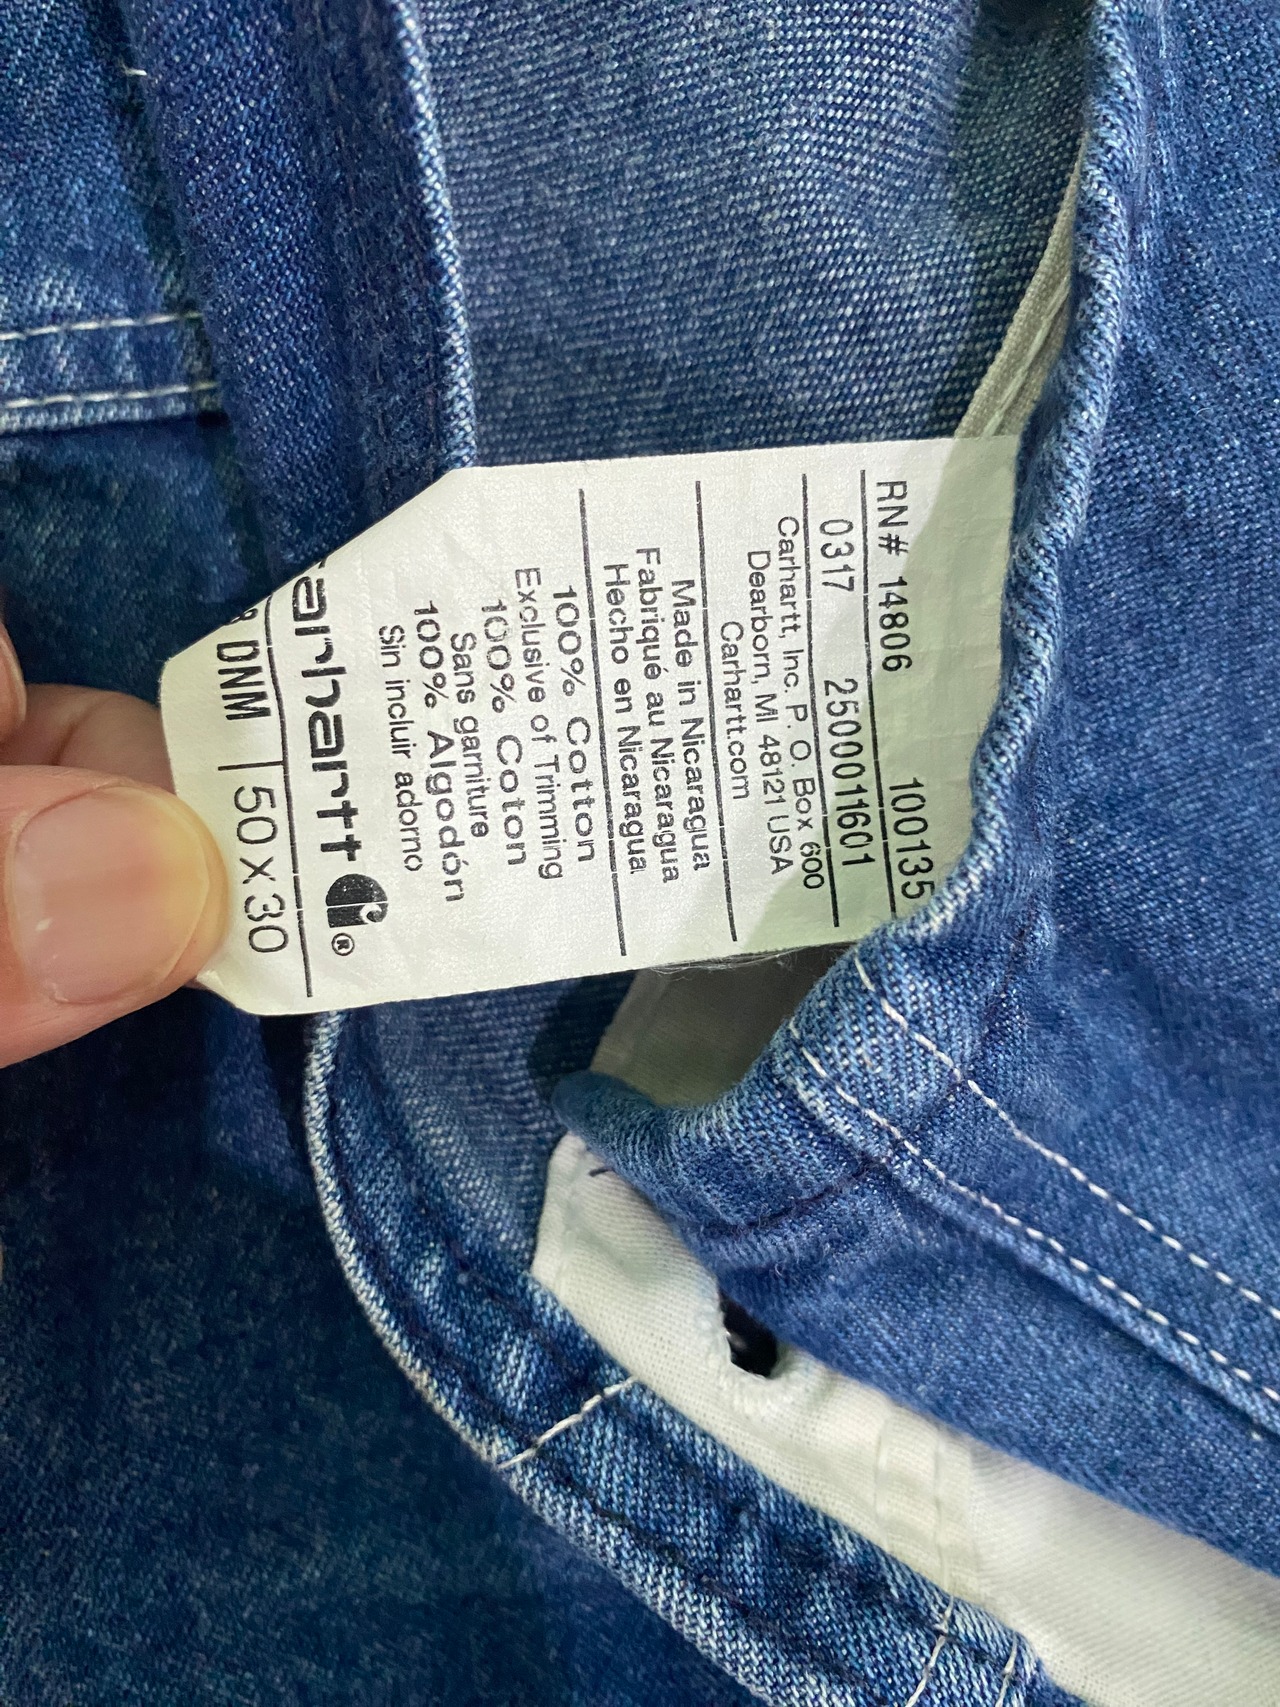 DNM 50 x 30
carhartt ®
100% Cotton
Exclusive of Trimming
100% Coton
Sans garniture
100% Algodón
Sin incluir adorno
Made in Nicaragua
Fabriqué au Nicaragua
Hecho en Nicaragua
Carhartt, Inc. P. O. Box 600
Dearborn, MI 48121 USA
Carhartt.com
0317 25000011601
RN# 14806 100135